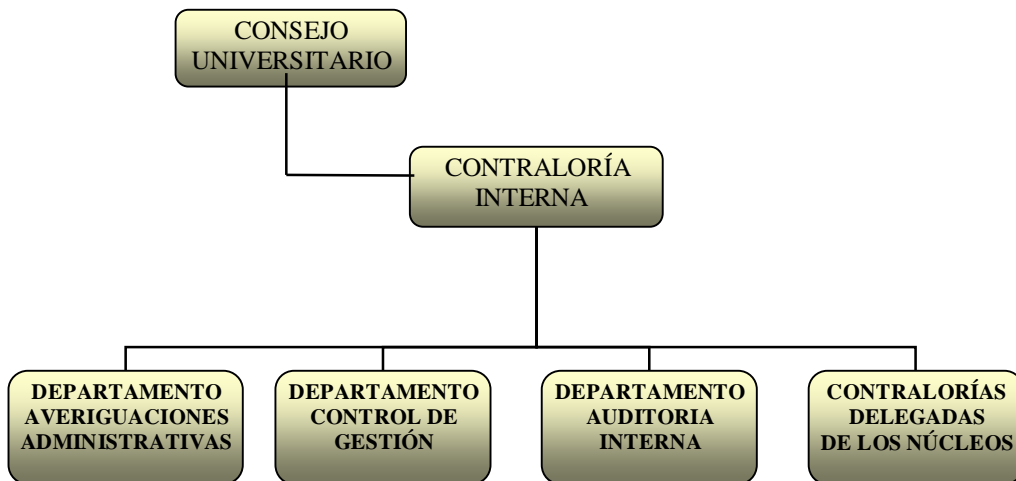 CONSEJO
UNIVERSITARIO
CONTRALORÍA
INTERNA
DEPARTAMENTO
AVERIGUACIONES
ADMINISTRATIVAS
DEPARTAMENTO
CONTROL DE
GESTIÓN
DEPARTAMENTO
AUDITORIA
INTERNA
CONTRALORÍAS
DELEGADAS
DE LOS NÚCLEOS